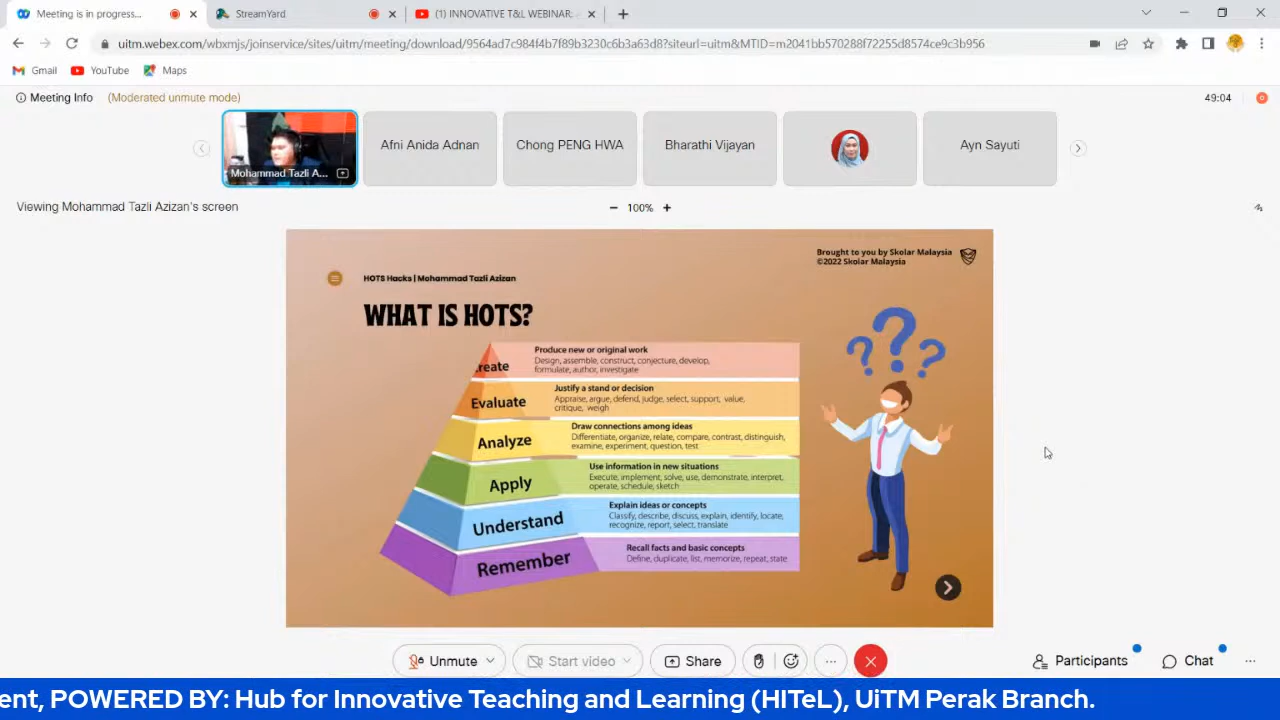 Meeting is in progress...
StreamYard
(1) INNOVATIVE T&L WEBINAR:
uitm.webex.com/wbxmjs/joinservice/sites/uitm/meeting/download/9564ad7c984f4b7f89b3230c6b3a63d8?siteurl=uitm&MTID=m2041bb570288f72255d8574ce9c3b956
Gmail
YouTube
Maps
Meeting Info
(Moderated unmute mode)
49:04
Mohammad Tazli A...
Afni Anida Adnan
Chong PENG HWA
Bharathi Vijayan
Ayn Sayuti
Viewing Mohammad Tazli Azizan's screen
100%
Brought to you by Skolar Malaysia
©2022 Skolar Malaysia
HOTS Hacks | Mohammad Tazli Azizan
WHAT IS HOTS?
reate
Produce new or original work
Design, assemble, construct, conjecture, develop,
formulate, author, investigate
Evaluate
Justify a stand or decision
Appraise, argue, defend, judge, select, support, value,
critique, weigh
Analyze
Draw connections among ideas
Differentiate, organize, relate, compare, contrast, distinguish,
examine, experiment, question, test
Apply
Use information in new situations
Execute, implement, solve, use, demonstrate, interpret,
operate, schedule, sketch
Understand
Explain ideas or concepts
Classify, describe, discuss, explain, identify, locate,
recognize, report, select, translate
Remember
Recall facts and basic concepts
Define, duplicate, list, memorize, repeat, state
Unmute
Start video
Share
Participants
Chat
ent, POWERED BY: Hub for Innovative Teaching and Learning (HITeL), UiTM Perak Branch.